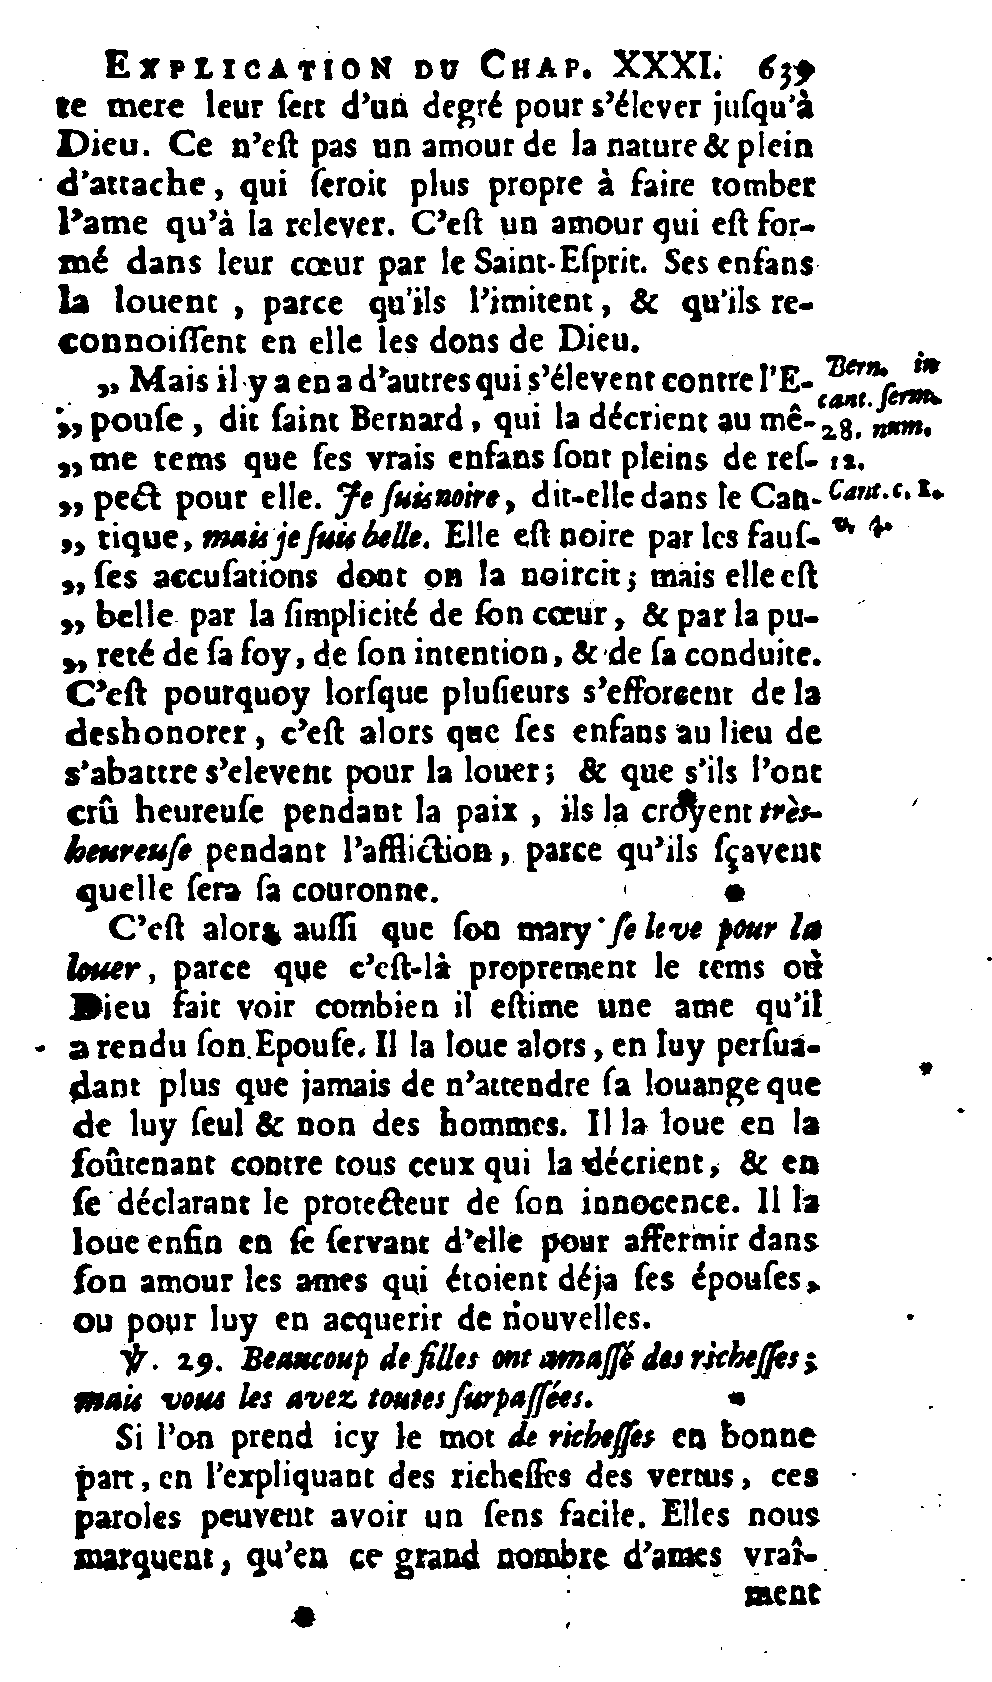 EXPLICATION DU CHAP. XXXI. 639
te mere leur ſert d'un degré pour s'élever juſqu'à
Dieu. Ce n'eſt pas un amour de la nature & plein
d'attache, qui ſeroit plus propre à faire tomber
l'ame qu'à la relever. C'eſt un amour qui eſt for-
mé dans leur cœur par le Saint-Eſprit. Ses enfans
la louent, parce qu'ils l'imitent, & qu'ils re-
connoiſſent en elle les dons de Dieu.
„ Mais il y a en a d'autres qui s'élevent contre l'E-
„ pouſe, dit ſaint Bernard, qui la décrient au mê-
„ me tems que ſes vrais enfans ſont pleins de reſ-
„ pect pour elle. Je ſuis noire, dit-elle dans le Can-
„ tique, mais je ſuis belle. Elle eſt noire par les fauſ-
„ ſes accuſations dont on la noircit; mais elle eſt
„ belle par la ſimplicité de ſon cœur, & par la pu-
„ reté de ſa foy, de ſon intention, & de ſa conduite.
C'eſt pourquoy lorſque pluſieurs s'efforcent de la
deshonorer, c'eſt alors que ſes enfans au lieu de
s'abattre s'elevent pour la louer; & que s'ils l'ont
crû heureuſe pendant la paix, ils la croyent très-
heureuſe pendant l'affliction, parce qu'ils ſçavent
quelle ſera ſa couronne.
C'eſt alors auſſi que ſon mary ſe leve pour la
louer, parce que c'eſt-là proprement le tems où
Dieu fait voir combien il eſtime une ame qu'il
a rendu ſon Epouſe. Il la loue alors, en luy perſua-
dant plus que jamais de n'attendre ſa louange que
de luy ſeul & non des hommes. Il la loue en la
ſoûtenant contre tous ceux qui la décrient, & en
ſe déclarant le protecteur de ſon innocence. Il la
loue enfin en ſe ſervant d'elle pour affermir dans
ſon amour les ames qui étoient déja ſes épouſes,
ou pour luy en acquerir de nouvelles.
℣. 29. Beaucoup de filles ont amaſſé des richeſſes;
mais vous les avez toutes ſurpaſſées.
Si l'on prend icy le mot de richeſſes en bonne
part, en l'expliquant des richeſſes des vertus, ces
paroles peuvent avoir un ſens facile. Elles nous
marquent, qu'en ce grand nombre d'ames vraî-
ment
Bern. in
cant. ſerm.
28. num.
12.
Cant. c. 1.
v. 4.